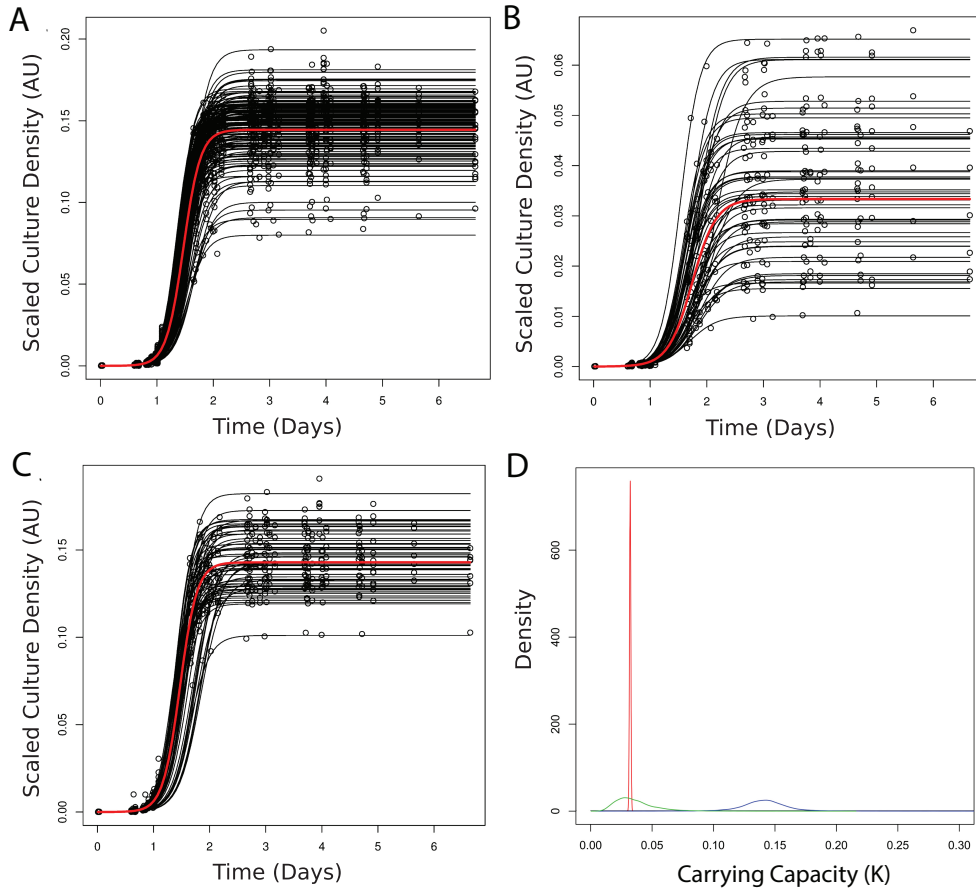 A
Scaled Culture Density (AU)
0.00 0.05 0.10 0.15 0.20
0 1 2 3 4 5 6
Time (Days)
B
Scaled Culture Density (AU)
0.00 0.01 0.02 0.03 0.04 0.05 0.06
0 1 2 3 4 5 6
Time (Days)
C
Scaled Culture Density (AU)
0.00 0.05 0.10 0.15
0 1 2 3 4 5 6
Time (Days)
D
Density
0 200 400 600
0.00 0.05 0.10 0.15 0.20 0.25 0.30
Carrying Capacity (K)